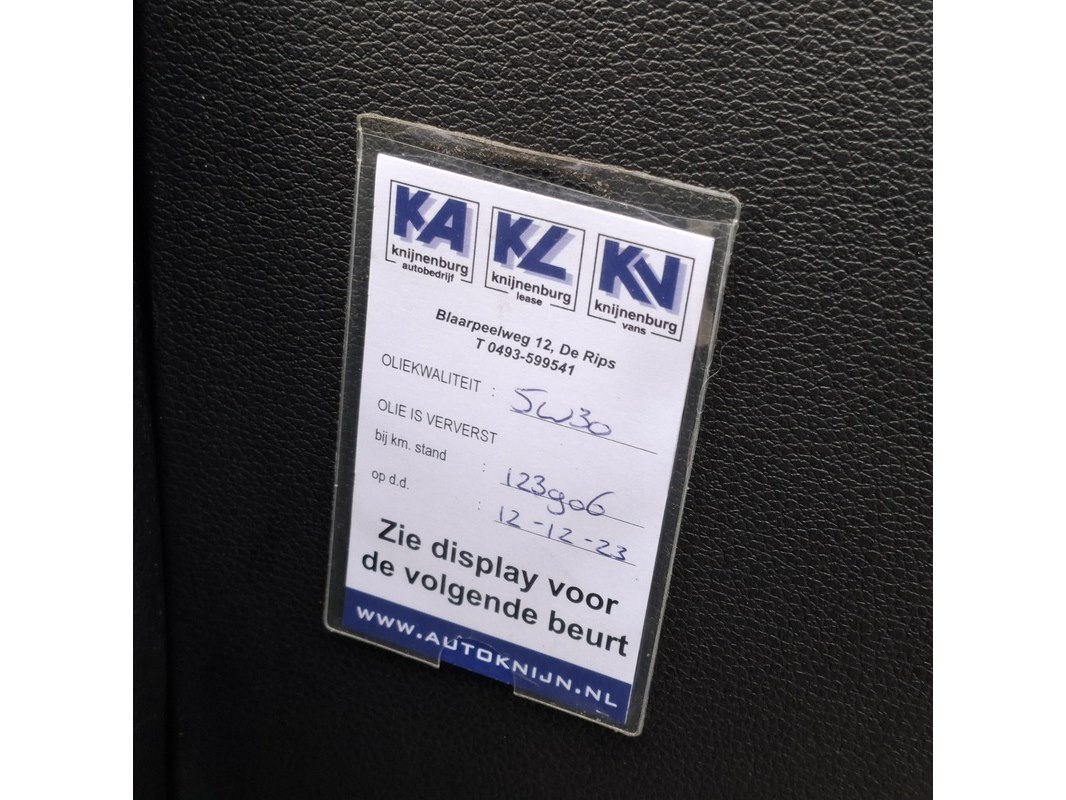 KA
knijnenburg
autobedrijf
KL
knijnenburg
lease
KV
knijnenburg
vans
Blaarpeelweg 12, De Rips
T 0493-599541
OLIEKWALITEIT : 5W30
OLIE IS VERVERST
bij km. stand : 123906
op d.d. : 12-12-23
Zie display voor
de volgende beurt
WWW.AUTOKNIJN.NL